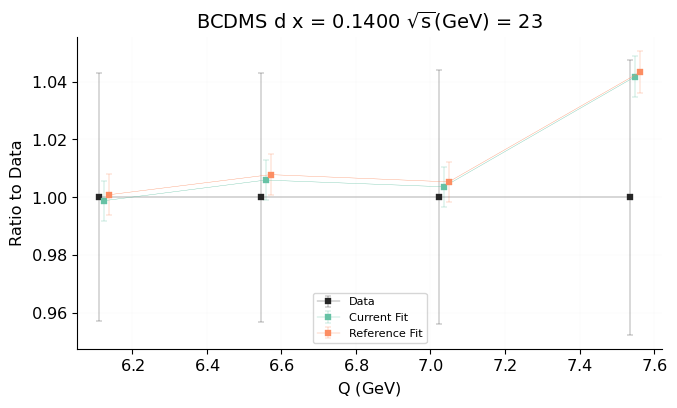 BCDMS d x = 0.1400 √s(GeV) = 23
Ratio to Data
1.04
1.02
1.00
0.98
0.96
Data
Current Fit
Reference Fit
6.2 6.4 6.6 6.8 7.0 7.2 7.4 7.6
Q (GeV)